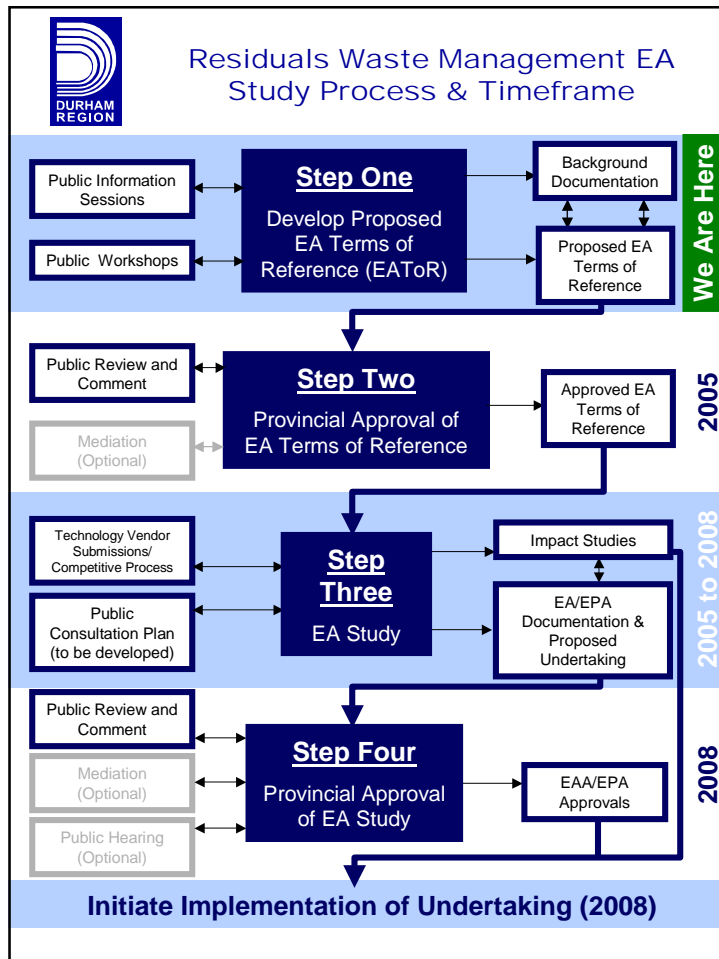 DURHAM
REGION
Residuals Waste Management EA
Study Process & Timeframe
We Are Here
Public Information
Sessions
Public Workshops
Step One
Develop Proposed
EA Terms of
Reference (EAToR)
Background
Documentation
Proposed EA
Terms of
Reference
2005
Public Review and
Comment
Mediation
(Optional)
Step Two
Provincial Approval of
EA Terms of Reference
Approved EA
Terms of
Reference
2005 to 2008
Technology Vendor
Submissions/
Competitive Process
Public
Consultation Plan
(to be developed)
Step
Three
EA Study
Impact Studies
EA/EPA
Documentation &
Proposed
Undertaking
2008
Public Review and
Comment
Mediation
(Optional)
Public Hearing
(Optional)
Step Four
Provincial Approval
of EA Study
EAA/EPA
Approvals
Initiate Implementation of Undertaking (2008)